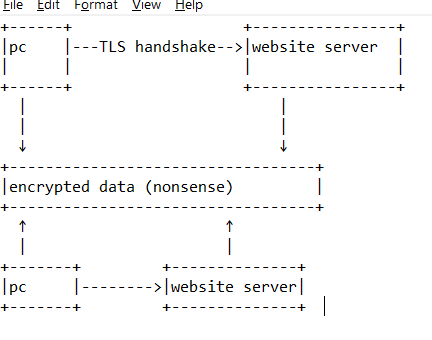 File Edit Format View Help
+------+ +---------------+
|pc |---TLS handshake-->|website server |
| | | |
+------+ +---------------+
| |
| |
↓ ↓
+-------------------------------+
|encrypted data (nonsense) |
+-------------------------------+
↑ ↑
| |
+-------+ +-------------+
|pc |-------->|website server|
+-------+ +-------------+